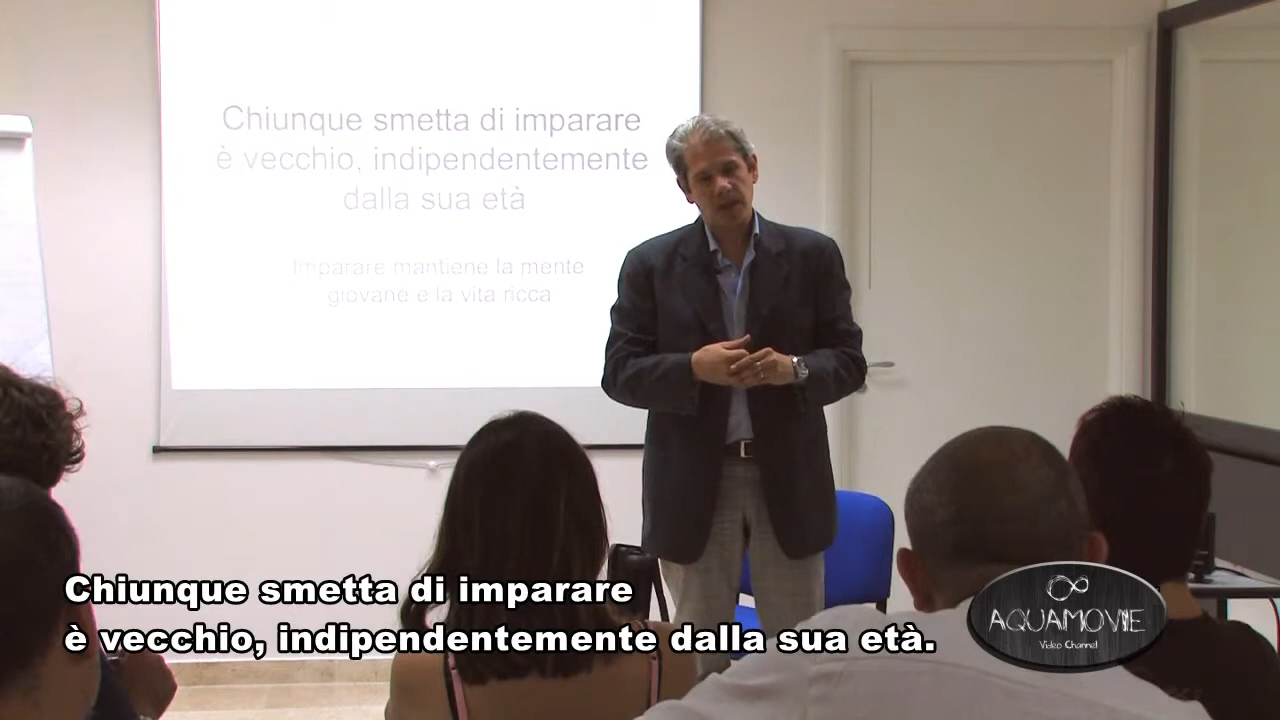 Chiunque smetta di imparare
è vecchio, indipendentemente
dalla sua età
Imparare mantiene la mente
giovane e la vita ricca
Chiunque smetta di imparare
è vecchio, indipendentemente dalla sua età.
AQUAMOVIE
Video Channel